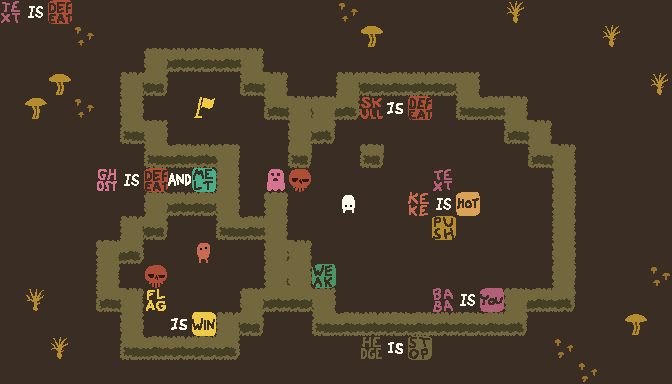 TEXT IS DEFEAT
SKULL IS DEFEAT
GHOST IS DEFEAT AND MELT
TEXT
KEKE IS HOT
PUSH
WEAK
FLAG
BABA IS YOU
IS WIN
HEDGE IS STOP